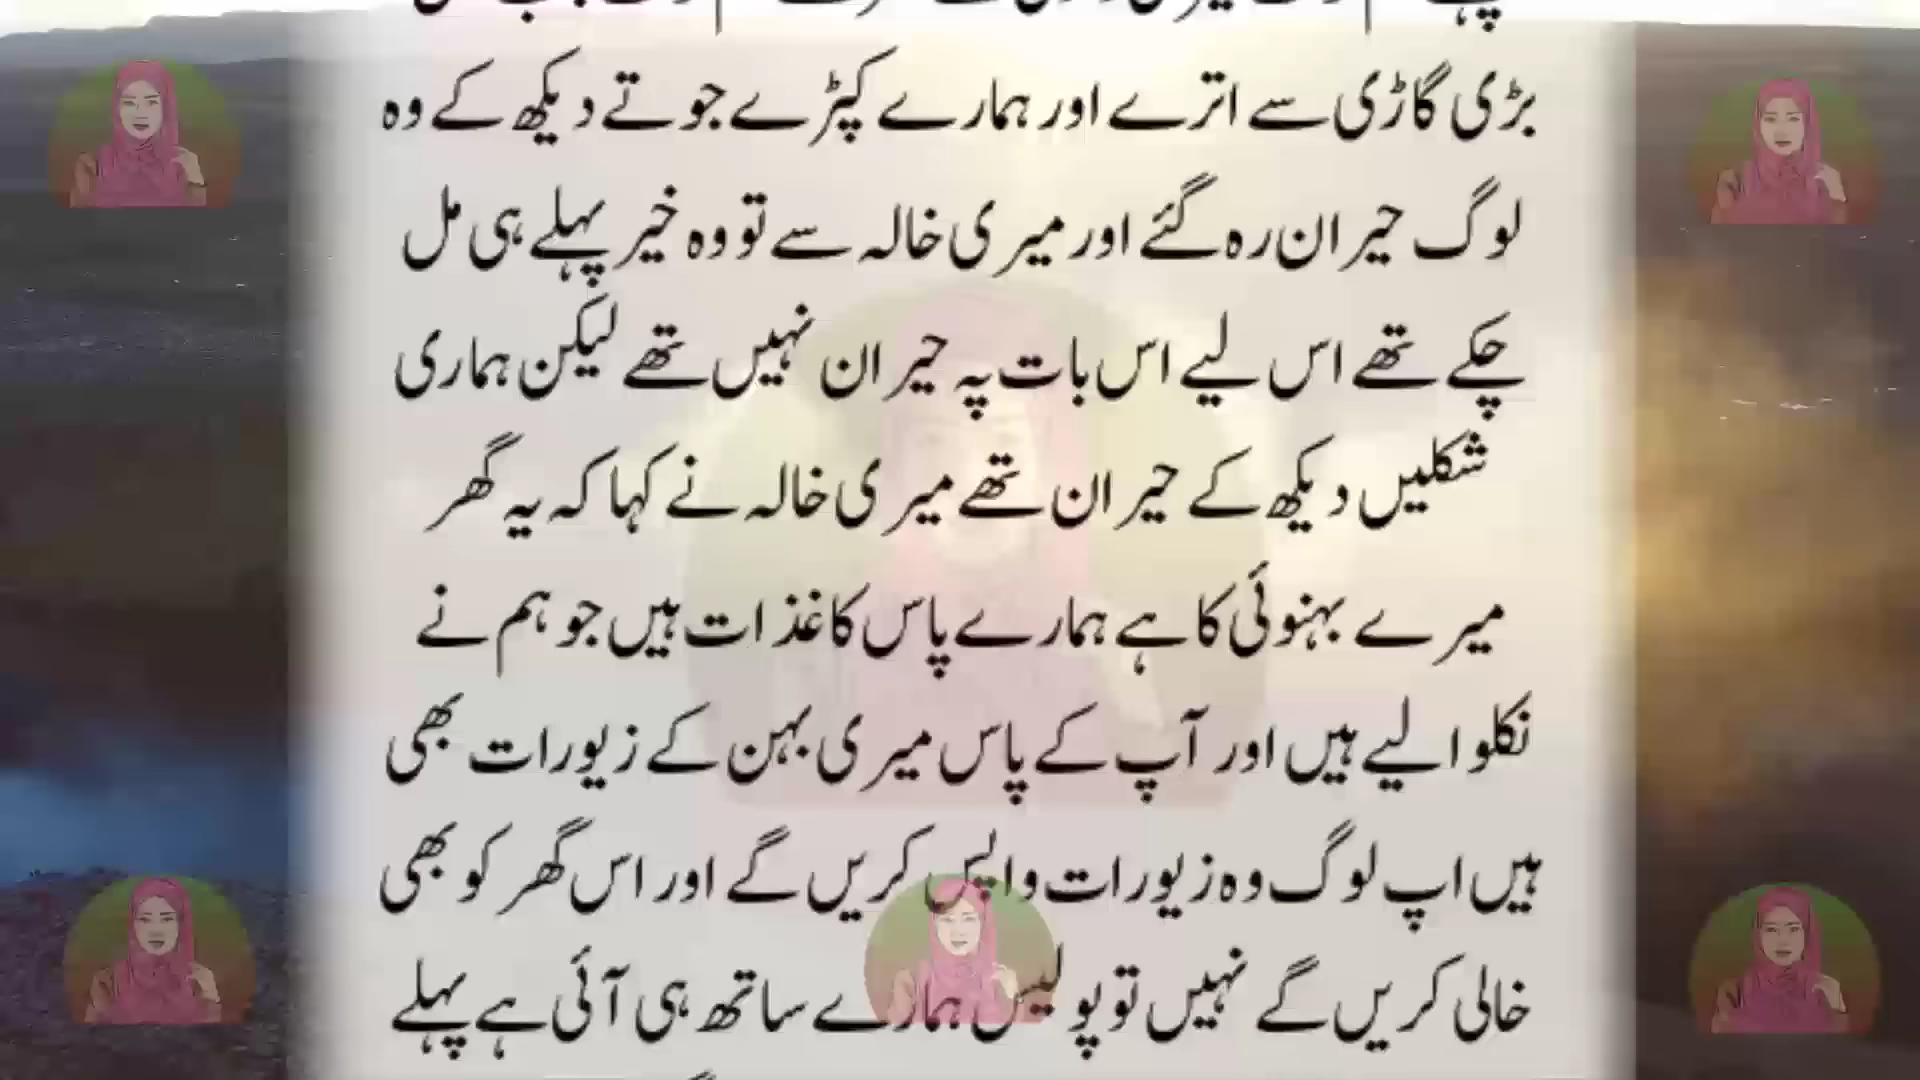 بڑی گاڑی سے اترے اور ہمارے کپڑے جوتے دیکھ کے وہ
لوگ حیران رہ گئے اور میری خالہ سے تو وہ خیر پہلے ہی مل
چکے تھے اس لیے اس بات پہ حیران نہیں تھے لیکن ہماری
شکلیں دیکھ کے حیران تھے میری خالہ نے کہا کہ یہ گھر
میرے بہنوئی کا ہے ہمارے پاس کاغذات ہیں جو ہم نے
نکلوا لیے ہیں اور آپ کے پاس میری بہن کے زیورات بھی
ہیں اپ لوگ وہ زیورات واپس کریں گے اور اس گھر کو بھی
خالی کریں گے نہیں تو پولیس ہمارے ساتھ ہی آئی ہے پہلے